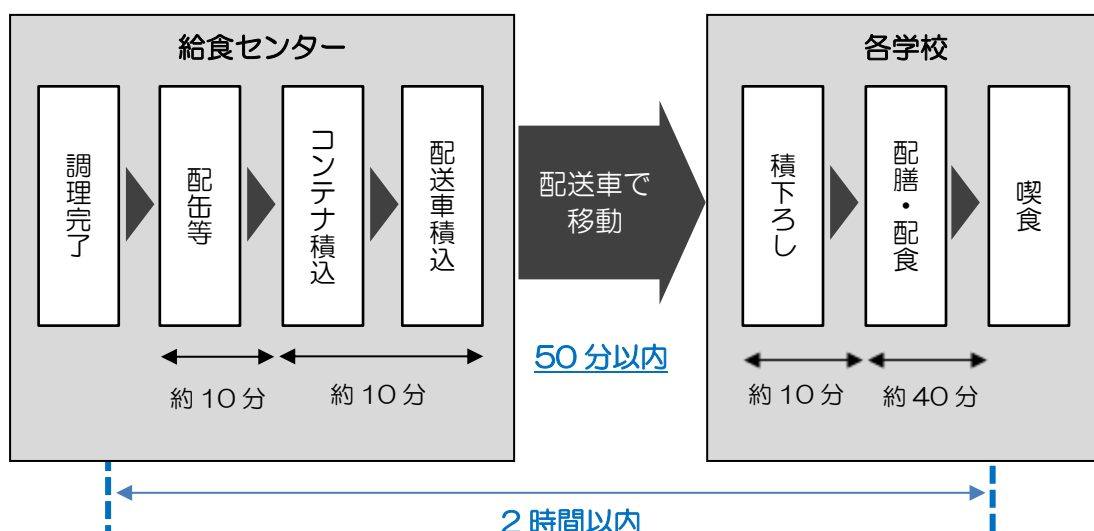 給食センター
調理完了
配缶等
コンテナ積込
配送車積込
約10分
約10分
配送車で
移動
50分以内
各学校
積下ろし
配膳・配食
喫食
約10分
約40分
2時間以内